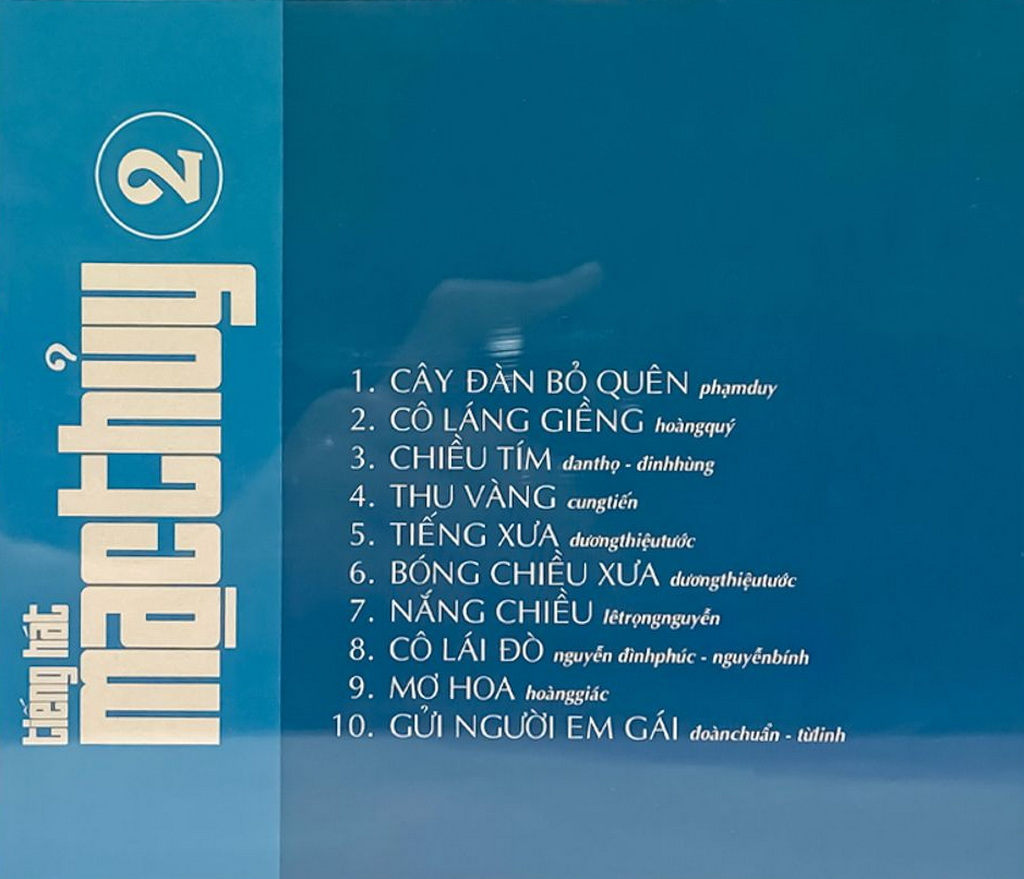 tiếng hát
mạcthủy
2
1. CÂY ĐÀN BỎ QUÊN phạmduy
2. CÔ LÁNG GIỀNG hoàngquý
3. CHIỀU TÍM danthọ - đinhhùng
4. THU VÀNG cungtiến
5. TIẾNG XƯA dươngthiệutước
6. BÓNG CHIỀU XƯA dươngthiệutước
7. NẮNG CHIỀU lêtrọngnguyễn
8. CÔ LÁI ĐÒ nguyễn đìnhphúc - nguyễnbính
9. MƠ HOA hoànggiác
10. GỬI NGƯỜI EM GÁI đoànchuẩn - từlinh